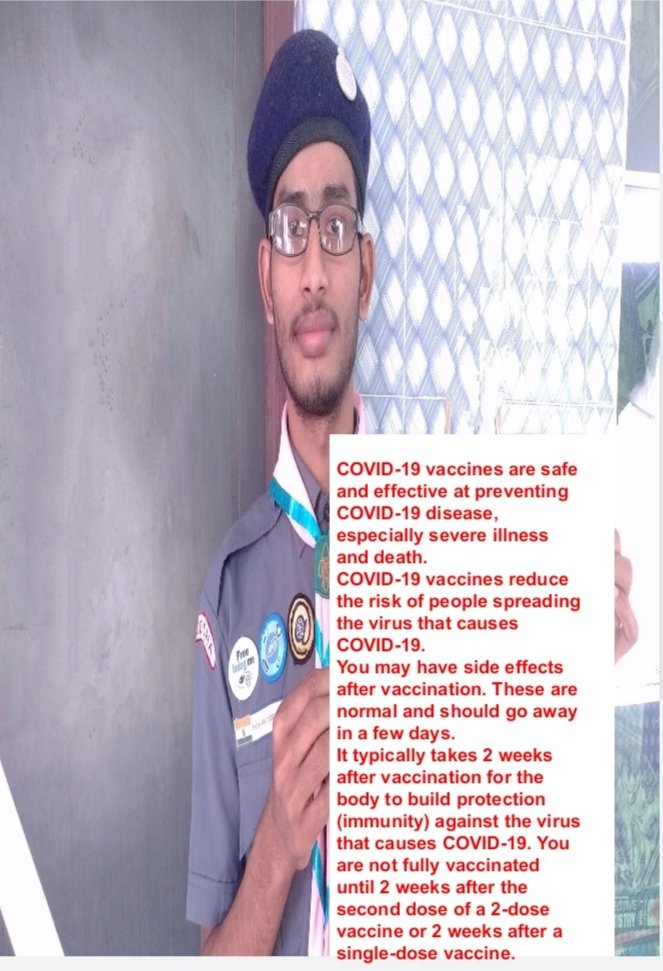 Free
being me
COVID-19 vaccines are safe
and effective at preventing
COVID-19 disease,
especially severe illness
and death.
COVID-19 vaccines reduce
the risk of people spreading
the virus that causes
COVID-19.
You may have side effects
after vaccination. These are
normal and should go away
in a few days.
It typically takes 2 weeks
after vaccination for the
body to build protection
(immunity) against the virus
that causes COVID-19. You
are not fully vaccinated
until 2 weeks after the
second dose of a 2-dose
vaccine or 2 weeks after a
single-dose vaccine.